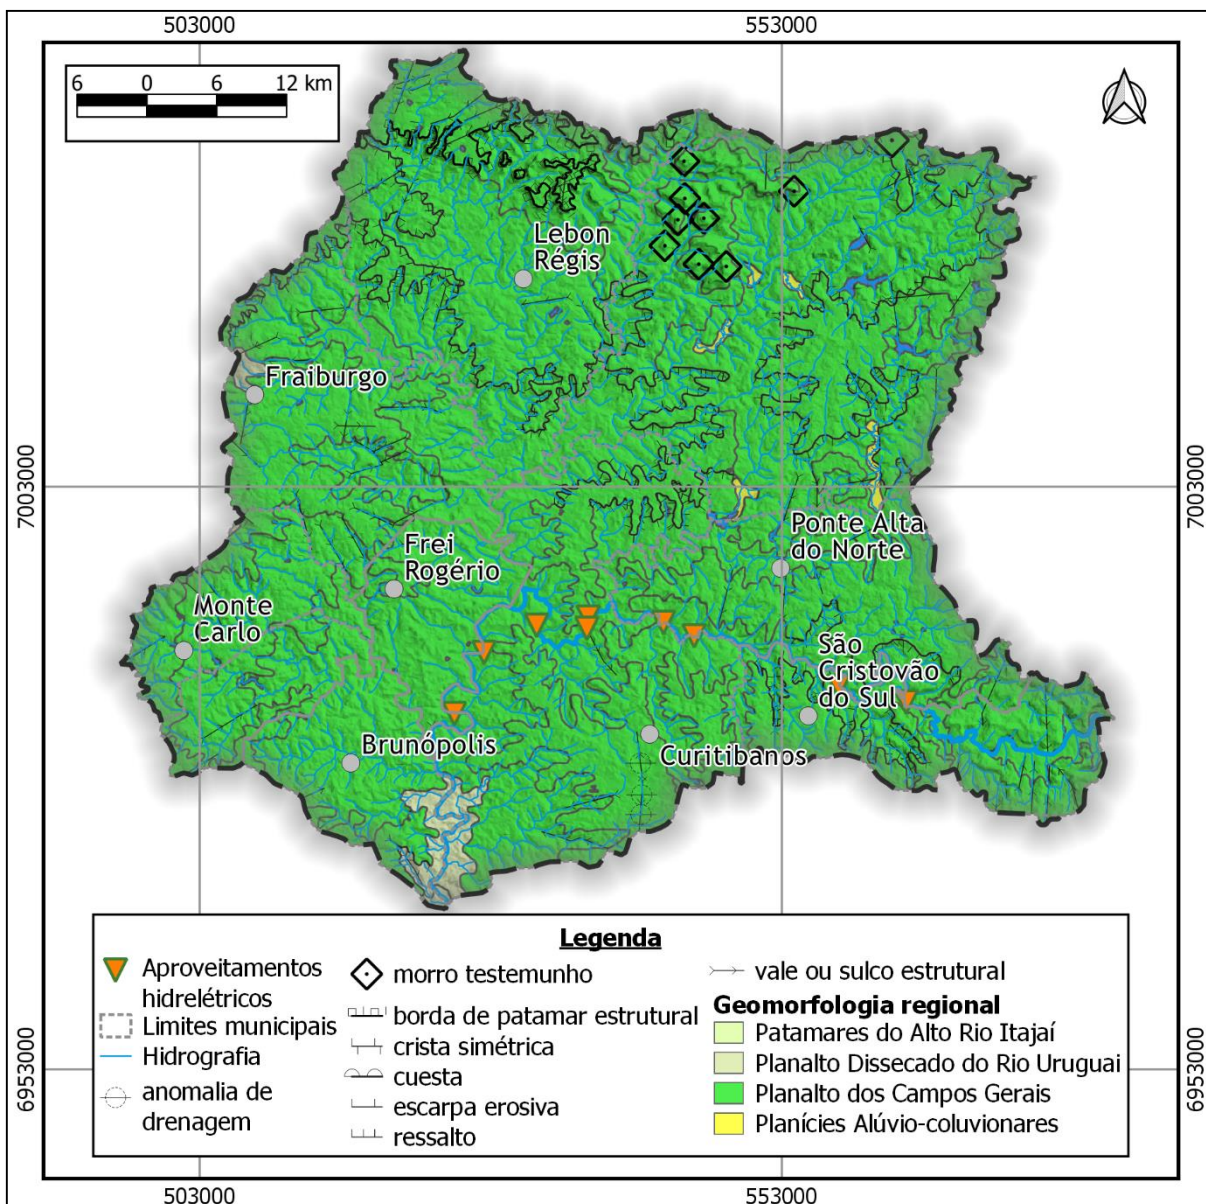 503000
553000
6 0 6 12 km
Lebon
Régis
Fraiburgo
7003000
7003000
Ponte Alta
do Norte
Frei
Rogério
Monte
Carlo
São
Cristovão
do Sul
Brunópolis
Curitibanos
Legenda
Aproveitamentos
hidrelétricos
Limites municipais
Hidrografia
anomalia de
drenagem
morro testemunho
borda de patamar estrutural
crista simétrica
cuesta
escarpa erosiva
ressalto
vale ou sulco estrutural
Geomorfologia regional
Patamares do Alto Rio Itajaí
Planalto Dissecado do Rio Uruguai
Planalto dos Campos Gerais
Planícies Alúvio-coluvionares
6953000
6953000
503000
553000